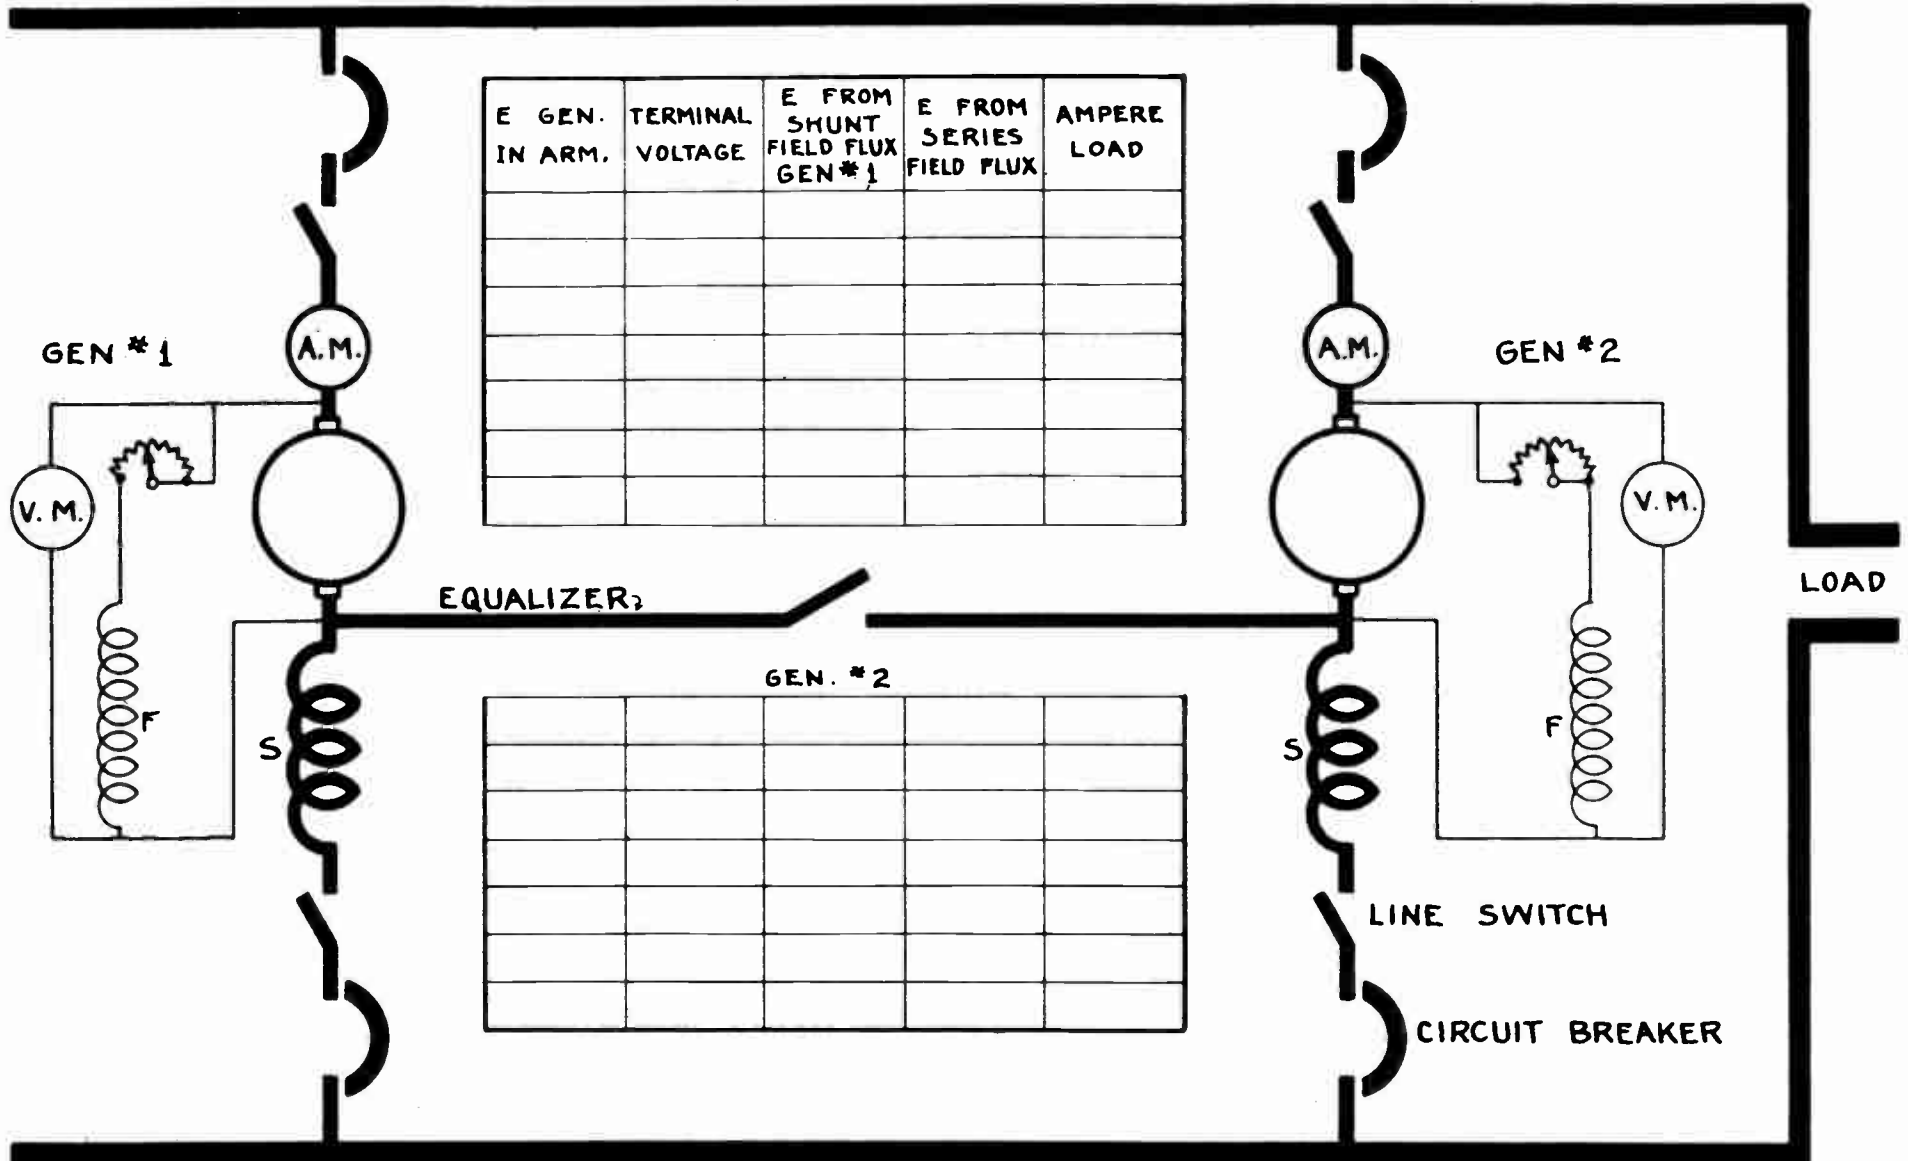 E GEN.
IN ARM.
TERMINAL
VOLTAGE
E FROM
SHUNT
FIELD FLUX
GEN #1
E FROM
SERIES
FIELD FLUX
AMPERE
LOAD
GEN #1
A.M.
V.M.
F
S
EQUALIZER
GEN. #2
A.M.
GEN #2
V.M.
F
S
LOAD
LINE SWITCH
CIRCUIT BREAKER